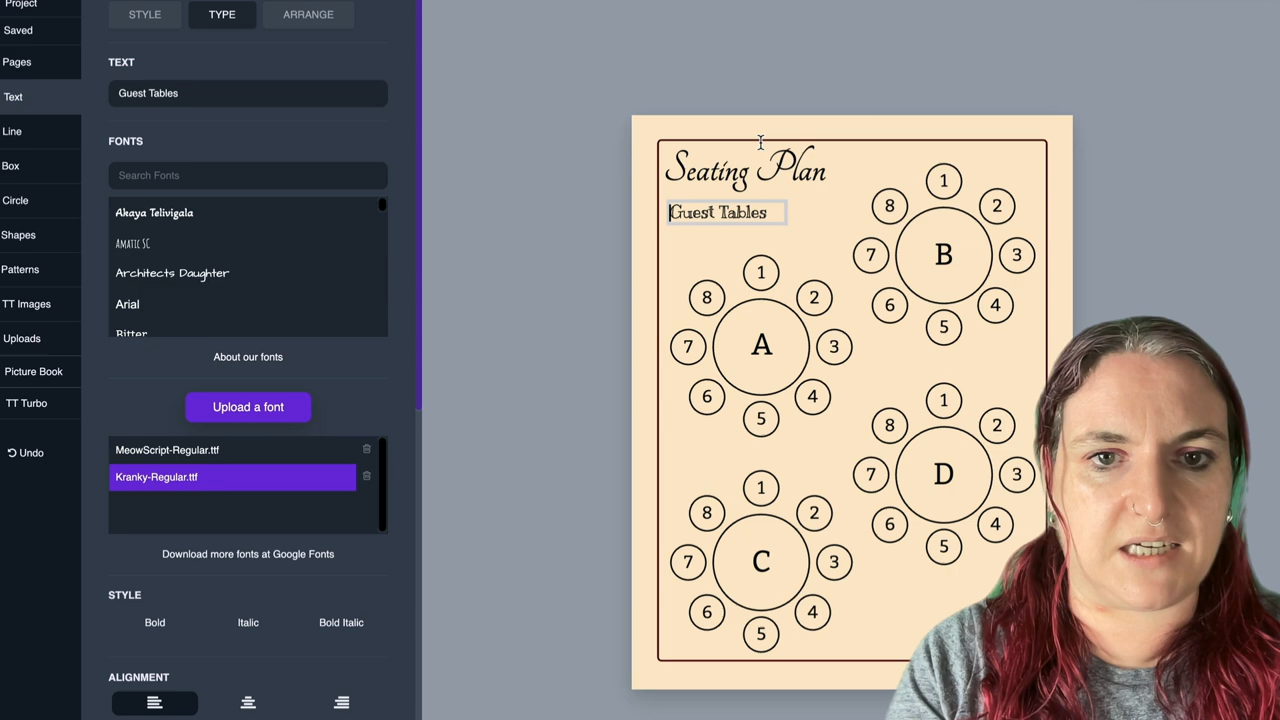 Project
Saved
Pages
Text
Line
Box
Circle
Shapes
Patterns
TT Images
Uploads
Picture Book
TT Turbo
Undo
STYLE TYPE ARRANGE
TEXT
Guest Tables
FONTS
Search Fonts
Akaya Telivigala
AMATIC SC
Architects Daughter
Arial
Bitter
About our fonts
Upload a font
MeowScript-Regular.ttf
Kranky-Regular.ttf
Download more fonts at Google Fonts
STYLE
Bold Italic Bold Italic
ALIGNMENT
Seating Plan
Guest Tables
1
8 2
7 A 3
6 4
5
1
8 2
7 B 3
6 4
5
1
8 2
7 C 3
6 4
5
1
8 2
7 D 3
6 4
5